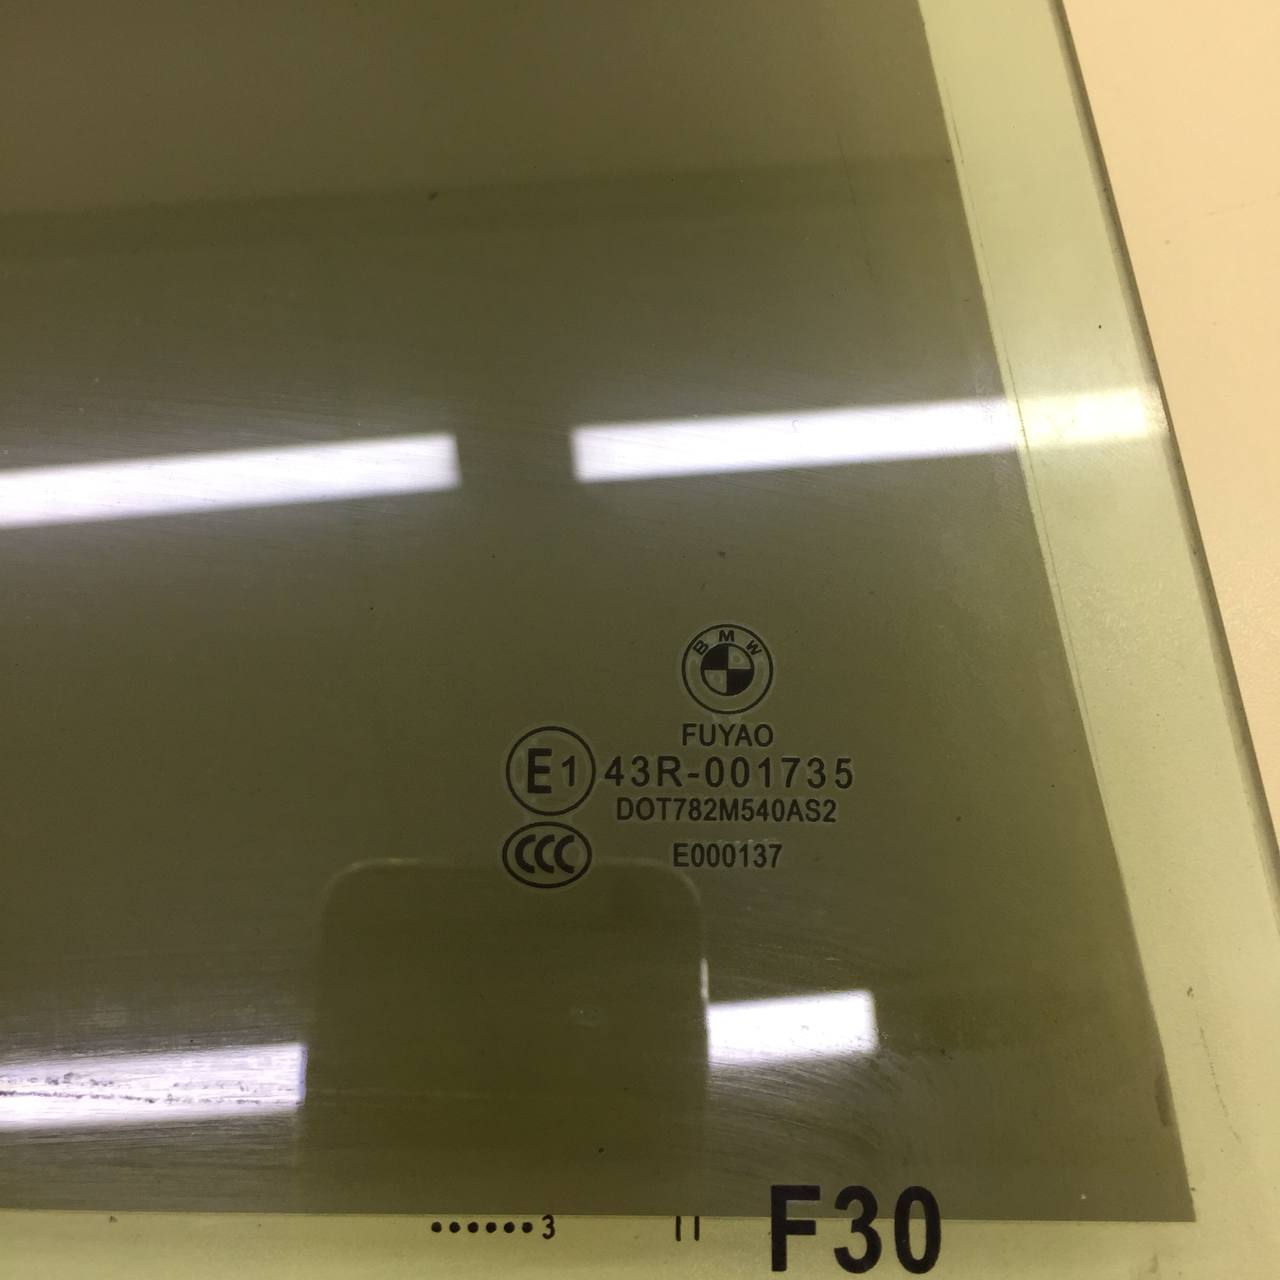 BMW
FUYAO
E1 43R-001735
DOT782M540AS2
CCC E000137
••••••3 II F30